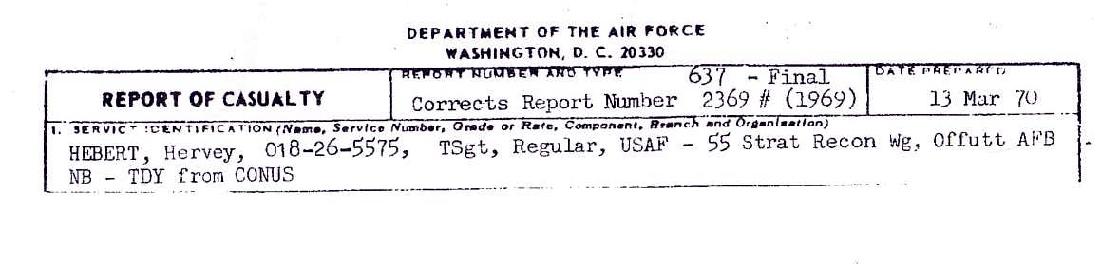 DEPARTMENT OF THE AIR FORCE
WASHINGTON, D. C. 20330
REPORT OF CASUALTY
REPORT NUMBER AND TYPE
637 - Final
Corrects Report Number 2369 # (1969)
DATE PREPARED
13 Mar 70
1. SERVICE IDENTIFICATION (Name, Service Number, Grade or Rate, Component, Branch and Organization)
HEBERT, Hervey, 018-26-5575, TSgt, Regular, USAF - 55 Strat Recon Wg, Offutt AFB
NB - TDY from CONUS